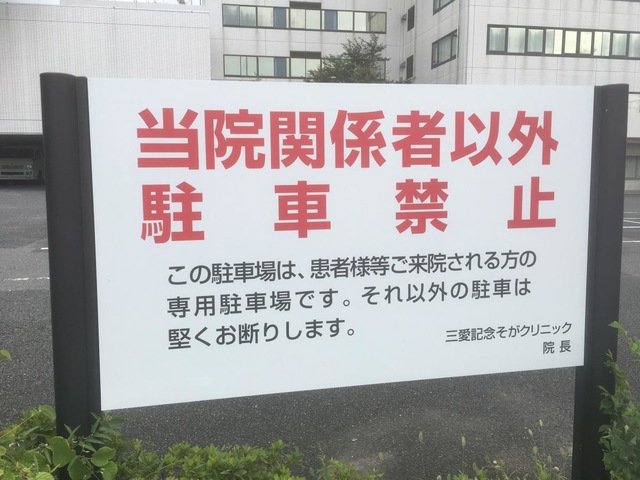 当院関係者以外
駐車禁止
この駐車場は、患者様等ご来院される方の
専用駐車場です。それ以外の駐車は
堅くお断りします。
三愛記念そがクリニック
院長